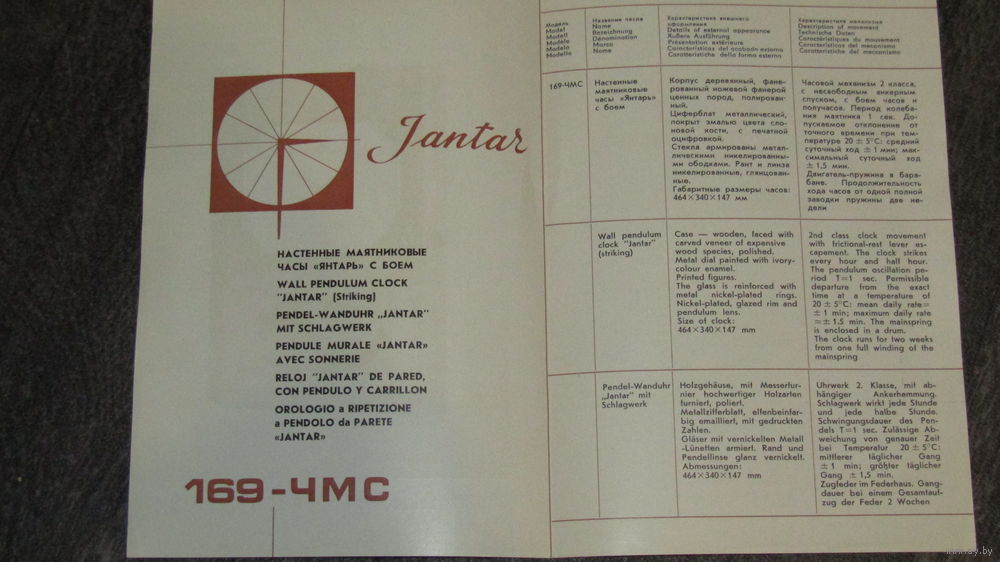 Jantar
НАСТЕННЫЕ МАЯТНИКОВЫЕ
ЧАСЫ «ЯНТАРЬ» С БОЕМ
WALL PENDULUM CLOCK
"JANTAR" (Striking)
PENDEL-WANDUHR „JANTAR"
MIT SCHLAGWERK
PENDULE MURALE «JANTAR»
AVEC SONNERIE
RELOJ "JANTAR" DE PARED,
CON PENDULO Y CARRILLON
OROLOGIO a RIPETIZIONE
a PENDOLO da PARETE
«JANTAR»
169-ЧМС
Модель
Model
Modell
Modèle
Modelo
Modello
Название часов
Name
Bezeichnung
Dénomination
Marca
Nome
Характеристика внешнего
оформления
Details of external appearance
Äußere Ausführung
Présentation extérieure
Características del acabado externo
Caratteristiche della forma esterna
Характеристика механизма
Description of movement
Technische Daten
Caractéristiques du mouvement
Características del mecanismo
Caratteristiche del meccanismo
169-ЧМС
Настенные
маятниковые
часы «Янтарь»
с боем
Корпус деревянный, фане-
рованный ножевой фанерой
ценных пород, полирован-
ный.
Циферблат металлический,
покрыт эмалью цвета сло-
новой кости, с печатной
оцифровкой.
Стекла армированы метал-
лическими никелированны-
ми ободками. Рант и линза
никелированные, глянцован-
ные.
Габаритные размеры часов:
464×340×147 мм
Часовой механизм 2 класса,
с несвободным анкерным
спуском, с боем часов и
получасов. Период колеба-
ния маятника 1 сек. До-
пускаемое отклонение от
точного времени при тем-
пературе 20 ± 5°С: средний
суточный ход ± 1 мин; мак-
симальный суточный ход
± 1,5 мин.
Двигатель-пружина в бара-
бане. Продолжительность
хода часов от одной полной
заводки пружины две не-
дели
Wall pendulum
clock "Jantar"
(striking)
Case — wooden, faced with
carved veneer of expensive
wood species, polished.
Metal dial painted with ivory-
colour enamel.
Printed figures.
The glass is reinforced with
metal nickel-plated rings.
Nickel-plated, glazed rim and
pendulum lens.
Size of clock:
464×340×147 mm
2nd class clock movement
with frictional-rest lever es-
capement. The clock strikes
every hour and half hour.
The pendulum oscillation pe-
riod T=1 sec. Permissible
departure from the exact
time at a temperature of
20 ± 5°C: mean daily rate=
± 1 min; maximum daily rate
=± 1.5 min. The mainspring
is enclosed in a drum.
The clock runs for two weeks
from one full winding of the
mainspring
Pendel-Wanduhr
„Jantar" mit
Schlagwerk
Holzgehäuse, mit Messerfur-
nier hochwertiger Holzarten
furniert, poliert.
Metallzifferblatt, elfenbeinfar-
big emailliert, mit gedruckten
Zahlen.
Gläser mit vernickelten Metall
-Lünetten armiert. Rand und
Pendellinse glanz vernickelt.
Abmessungen:
464×340×147 mm
Uhrwerk 2. Klasse, mit ab-
hängiger Ankerhemmung.
Schlagwerk wirkt jede Stunde
und jede halbe Stunde.
Schwingungsdauer des Pen-
dels T=1 sec. Zulässige Ab-
weichung von genauer Zeit
bei Temperatur 20 ± 5°C:
mittlerer täglicher Gang
± 1 min; größter täglicher
Gang ± 1,5 min.
Zugfeder im Federhaus. Gang-
dauer bei einem Gesamtauf-
zug der Feder 2 Wochen